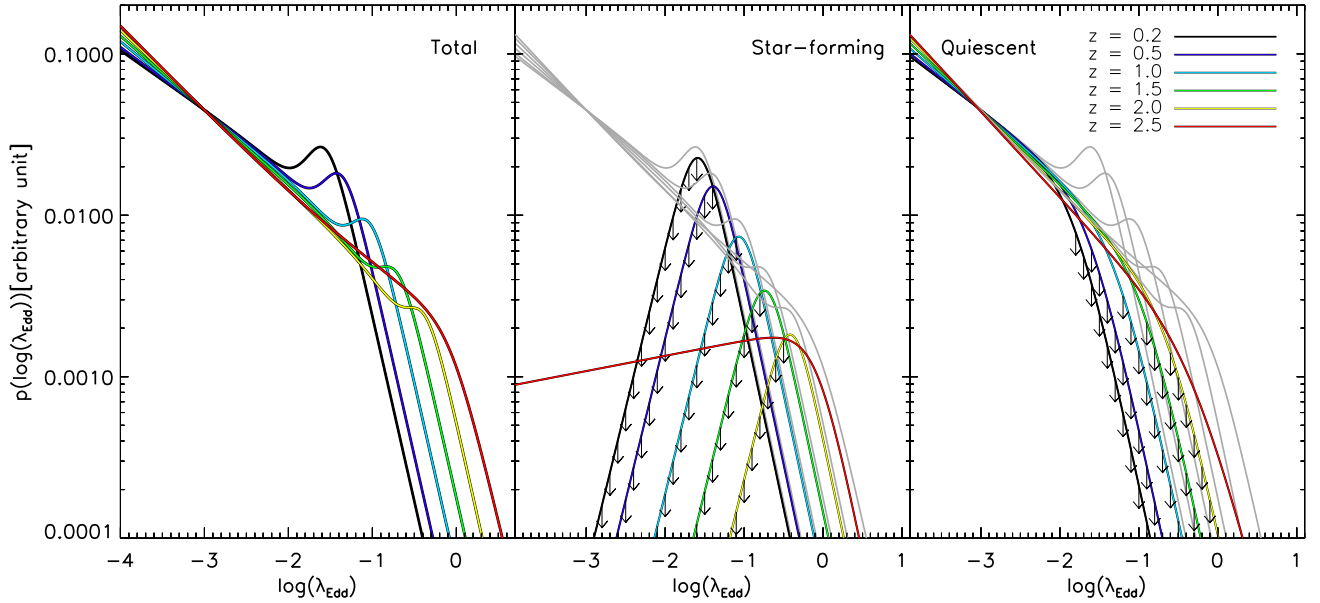 Total
Star-forming
Quiescent
z = 0.2
z = 0.5
z = 1.0
z = 1.5
z = 2.0
z = 2.5
p(log(λEdd))[arbitrary unit]
0.1000
0.0100
0.0010
0.0001
-4 -3 -2 -1 0
-3 -2 -1 0 1
-3 -2 -1 0 1
log(λEdd)
log(λEdd)
log(λEdd)